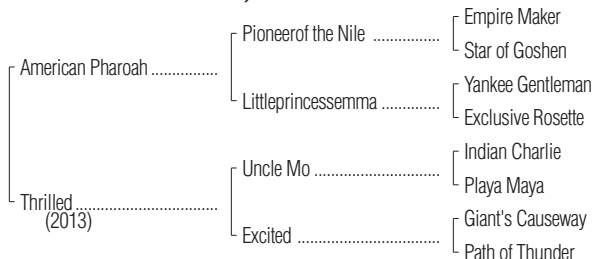 Empire Maker
Pioneerof the Nile ................
Star of Goshen
American Pharoah ................
Yankee Gentleman
Littleprincessemma ..............
Exclusive Rosette
Indian Charlie
Uncle Mo ..............................
Playa Maya
Thrilled ..................................
(2013)
Giant's Causeway
Excited ..................................
Path of Thunder